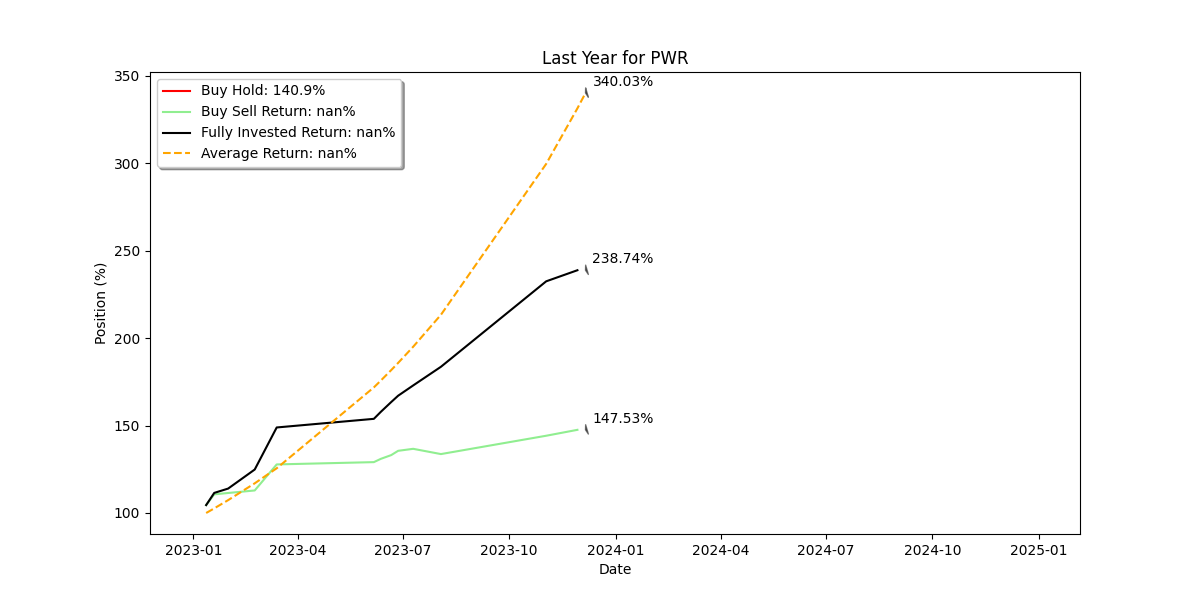 Last Year for PWR
350
300
250
200
150
100
Position (%)
Buy Hold: 140.9%
Buy Sell Return: nan%
Fully Invested Return: nan%
Average Return: nan%
340.03%
238.74%
147.53%
2023-01 2023-04 2023-07 2023-10 2024-01 2024-04 2024-07 2024-10 2025-01
Date